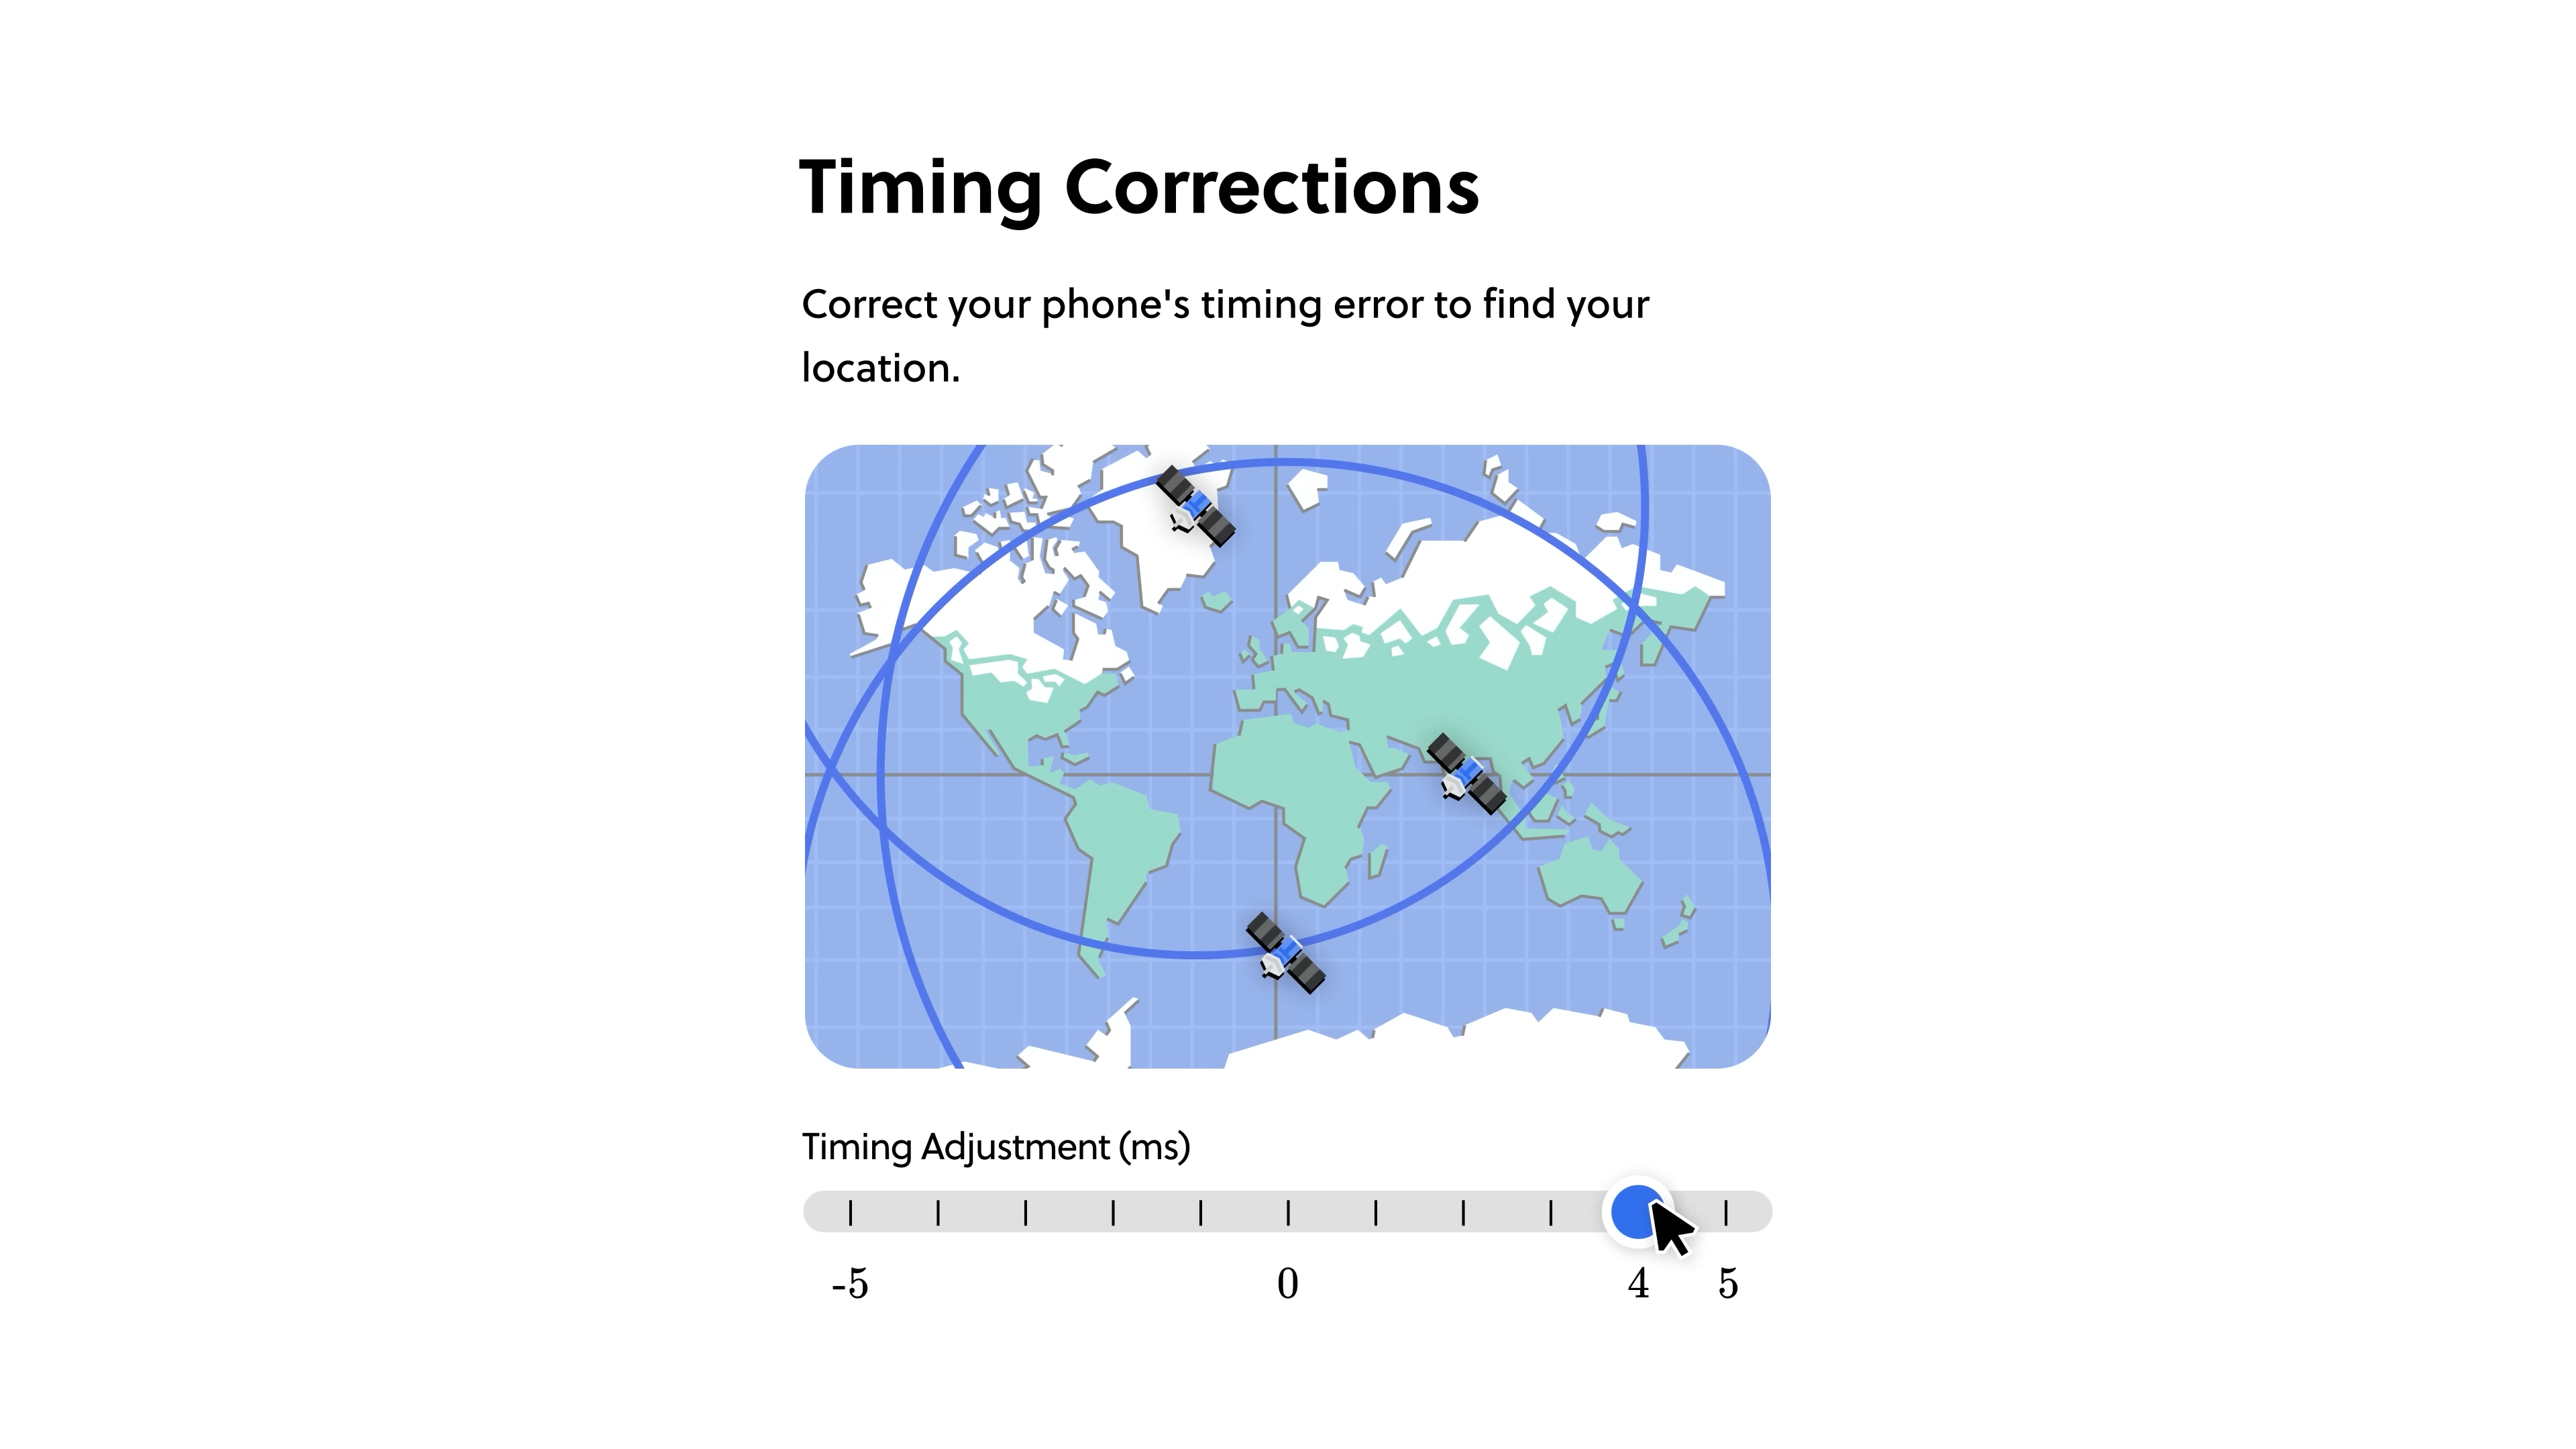 Timing Corrections
Correct your phone's timing error to find your
location.
Timing Adjustment (ms)
-5 0 4 5